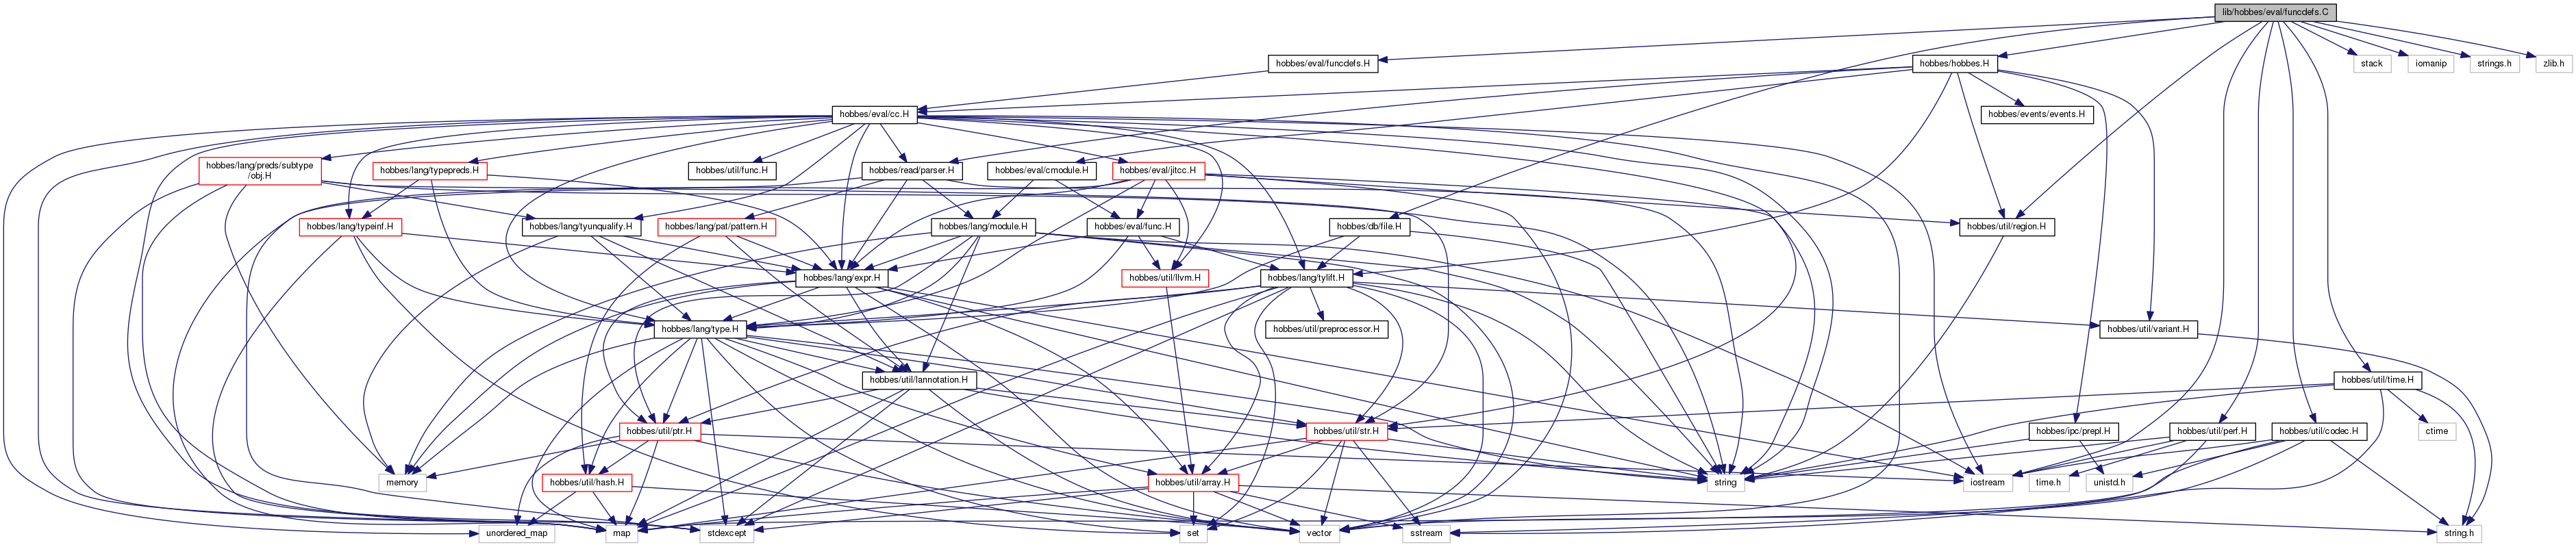 lib/hobbes/eval/funcdefs.C
hobbes/eval/funcdefs.H
hobbes/hobbes.H
stack
iomanip
strings.h
zlib.h
hobbes/eval/cc.H
hobbes/events/events.H
hobbes/lang/preds/subtype
/obj.H
hobbes/lang/typepreds.H
hobbes/util/func.H
hobbes/read/parser.H
hobbes/eval/cmodule.H
hobbes/eval/jitcc.H
hobbes/lang/typeinf.H
hobbes/lang/tyunqualify.H
hobbes/lang/pat/pattern.H
hobbes/lang/module.H
hobbes/eval/func.H
hobbes/db/file.H
hobbes/util/region.H
hobbes/lang/expr.H
hobbes/util/llvm.H
hobbes/lang/tylift.H
hobbes/lang/type.H
hobbes/util/preprocessor.H
hobbes/util/variant.H
hobbes/util/lannotation.H
hobbes/util/time.H
hobbes/util/ptr.H
hobbes/util/str.H
hobbes/ipc/prepl.H
hobbes/util/perf.H
hobbes/util/codec.H
ctime
memory
hobbes/util/hash.H
hobbes/util/array.H
string
iostream
time.h
unistd.h
unordered_map
map
stdexcept
set
vector
sstream
string.h